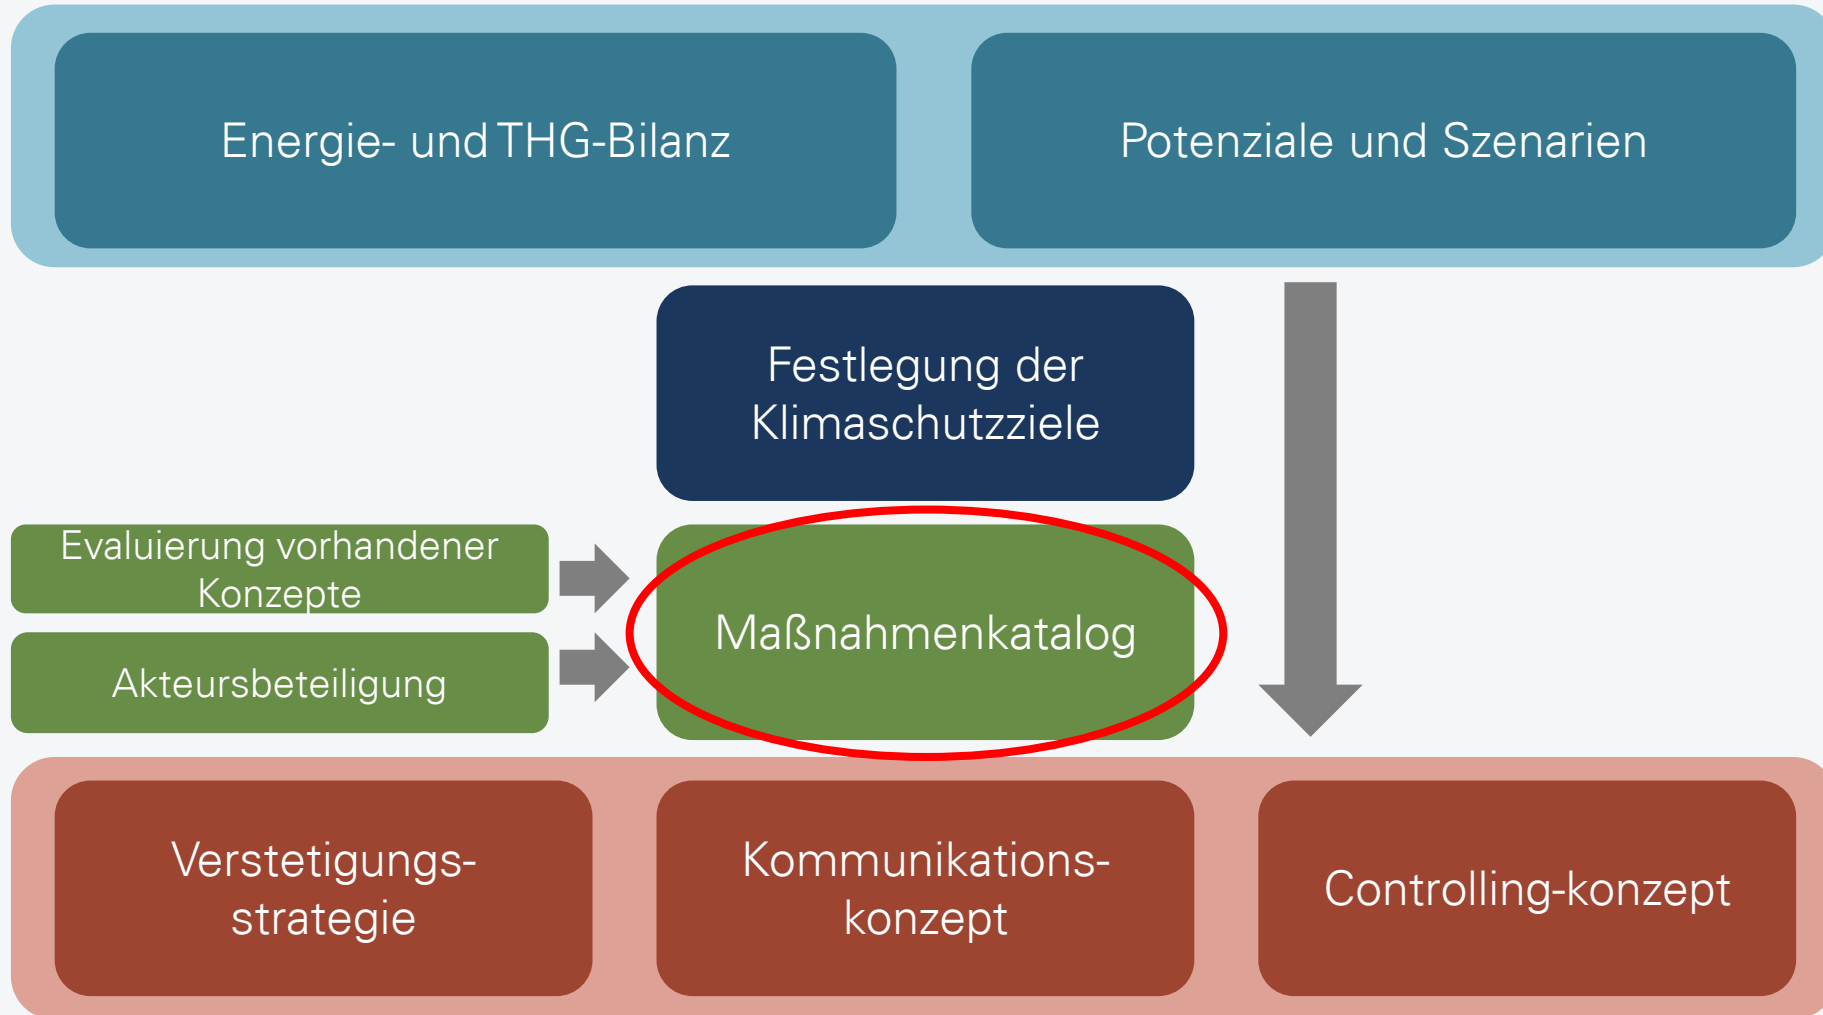 Energie- und THG-Bilanz
Potenziale und Szenarien
Festlegung der
Klimaschutzziele
Evaluierung vorhandener
Konzepte
Akteursbeteiligung
Maßnahmenkatalog
Verstetigungs-
strategie
Kommunikations-
konzept
Controlling-konzept